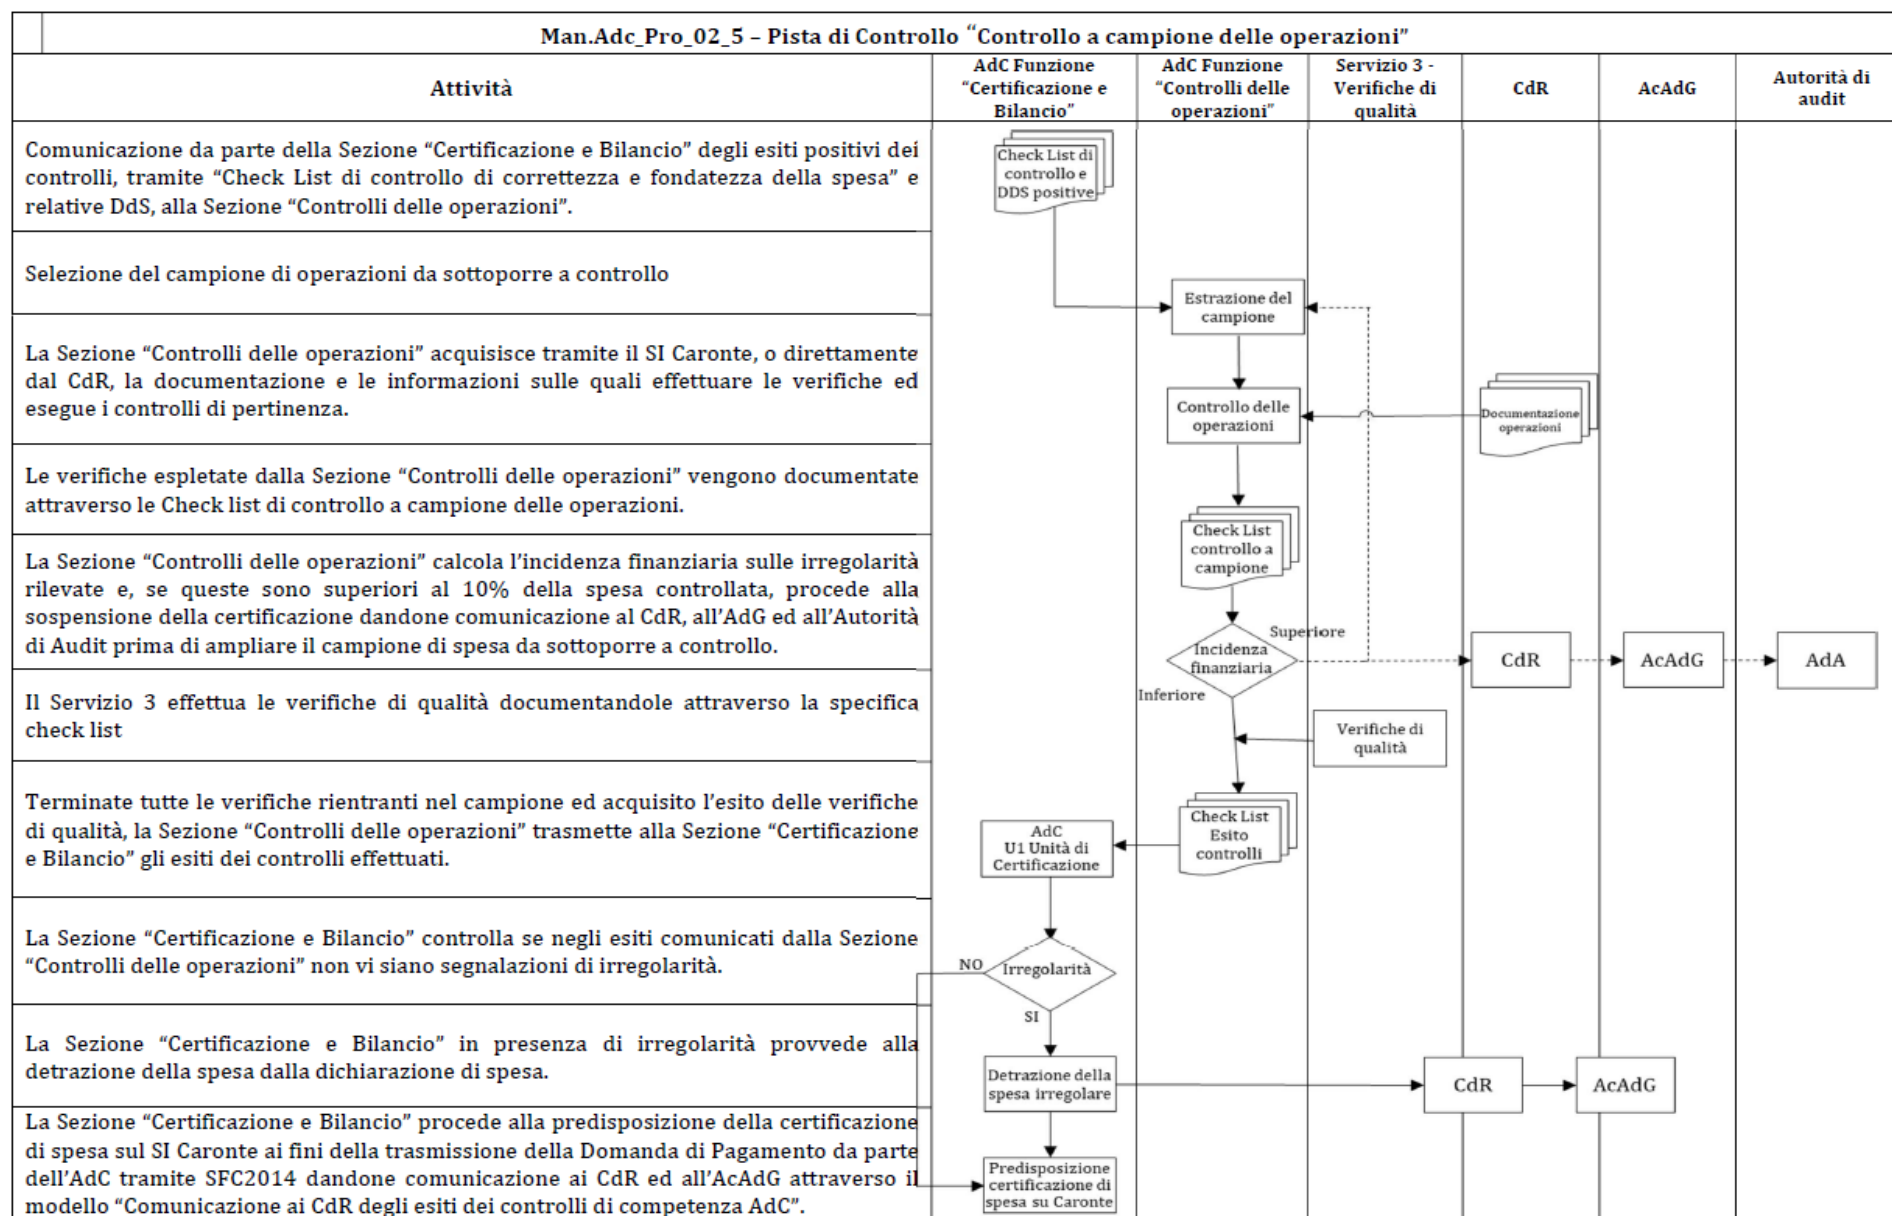 Man.Adc_Pro_02_5 – Pista di Controllo “Controllo a campione delle operazioni”
Attività
AdC Funzione
“Certificazione e
Bilancio”
AdC Funzione
“Controlli delle
operazioni”
Servizio 3 -
Verifiche di
qualità
CdR
AcAdG
Autorità di
audit
Comunicazione da parte della Sezione “Certificazione e Bilancio” degli esiti positivi dei
controlli, tramite “Check List di controllo di correttezza e fondatezza della spesa” e
relative DdS, alla Sezione “Controlli delle operazioni”.
Check List di
controllo e
DDS positive
Selezione del campione di operazioni da sottoporre a controllo
Estrazione del
campione
La Sezione “Controlli delle operazioni” acquisisce tramite il SI Caronte, o direttamente
dal CdR, la documentazione e le informazioni sulle quali effettuare le verifiche ed
esegue i controlli di pertinenza.
Controllo delle
operazioni
Documentazione
operazioni
Le verifiche espletate dalla Sezione “Controlli delle operazioni” vengono documentate
attraverso le Check list di controllo a campione delle operazioni.
Check List
controllo a
campione
La Sezione “Controlli delle operazioni” calcola l’incidenza finanziaria sulle irregolarità
rilevate e, se queste sono superiori al 10% della spesa controllata, procede alla
sospensione della certificazione dandone comunicazione al CdR, all’AdG ed all’Autorità
di Audit prima di ampliare il campione di spesa da sottoporre a controllo.
Superiore
Incidenza
finanziaria
Inferiore
CdR
AcAdG
AdA
Il Servizio 3 effettua le verifiche di qualità documentandole attraverso la specifica
check list
Verifiche di
qualità
Terminate tutte le verifiche rientranti nel campione ed acquisito l’esito delle verifiche
di qualità, la Sezione “Controlli delle operazioni” trasmette alla Sezione “Certificazione
e Bilancio” gli esiti dei controlli effettuati.
AdC
U1 Unità di
Certificazione
Check List
Esito
controlli
La Sezione “Certificazione e Bilancio” controlla se negli esiti comunicati dalla Sezione
“Controlli delle operazioni” non vi siano segnalazioni di irregolarità.
NO
Irregolarità
SI
La Sezione “Certificazione e Bilancio” in presenza di irregolarità provvede alla
detrazione della spesa dalla dichiarazione di spesa.
Detrazione della
spesa irregolare
CdR
AcAdG
La Sezione “Certificazione e Bilancio” procede alla predisposizione della certificazione
di spesa sul SI Caronte ai fini della trasmissione della Domanda di Pagamento da parte
dell’AdC tramite SFC2014 dandone comunicazione ai CdR ed all’AcAdG attraverso il
modello “Comunicazione ai CdR degli esiti dei controlli di competenza AdC”.
Predisposizione
certificazione di
spesa su Caronte